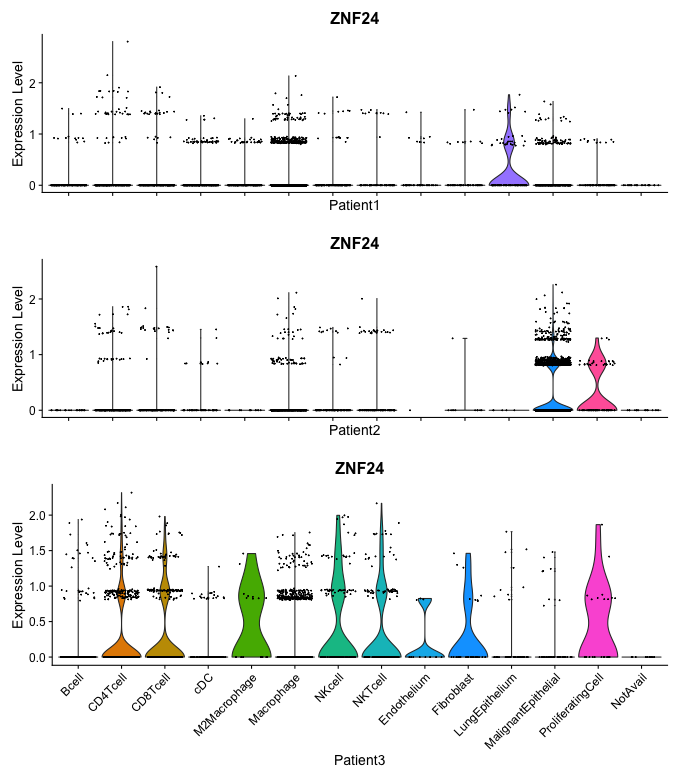 ZNF24
Expression Level
2
1
0
Patient1
ZNF24
Expression Level
2
1
0
Patient2
ZNF24
Expression Level
2.0
1.5
1.0
0.5
0.0
Bcell
CD4Tcell
CD8Tcell
cDC
M2Macrophage
Macrophage
NKcell
NKTcell
Endothelium
Fibroblast
LungEpithelium
MalignantEpithelial
ProliferatingCell
NotAvail
Patient3